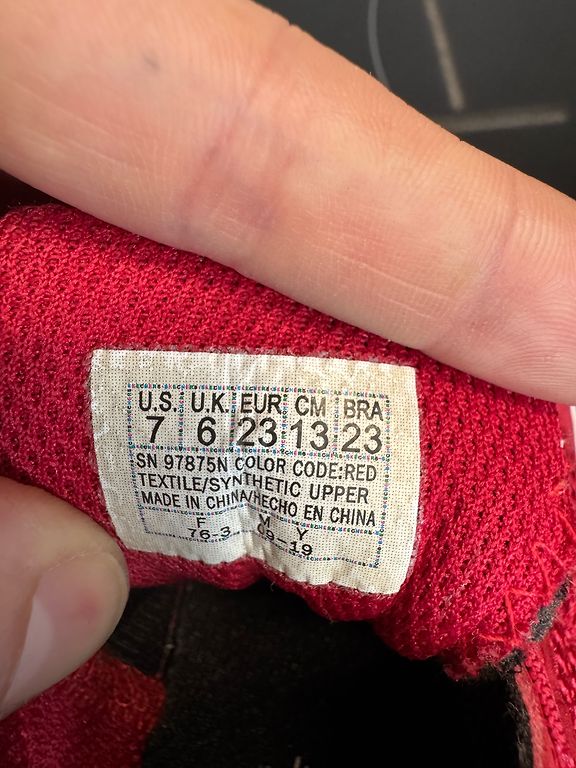 U.S. U.K. EUR CM BRA
7 6 23 13 23
SN 97875N COLOR CODE:RED
TEXTILE/SYNTHETIC UPPER
MADE IN CHINA/HECHO EN CHINA
F M Y
76-3 09-19